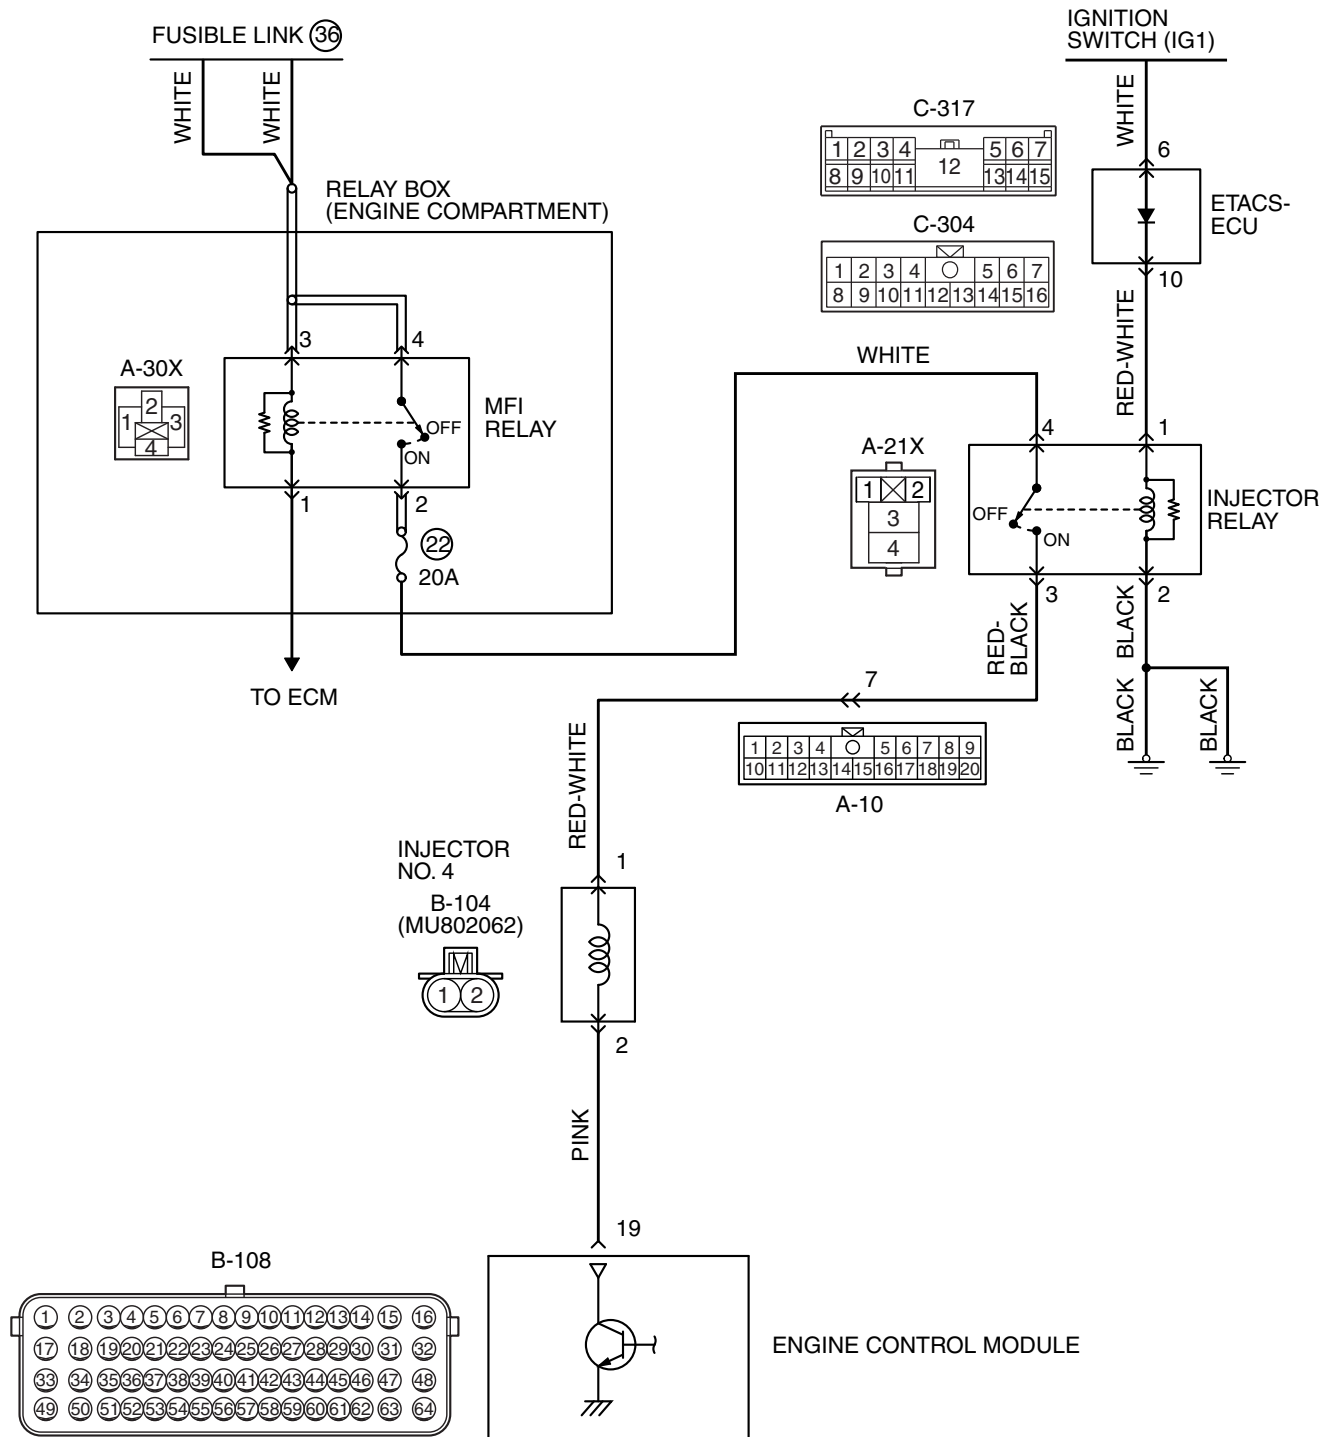 FUSIBLE LINK 36
IGNITION
SWITCH (IG1)
WHITE
WHITE
WHITE
C-317
1 2 3 4 5 6 7
12
8 9 10 11 13 14 15
6
RELAY BOX
(ENGINE COMPARTMENT)
ETACS-
ECU
C-304
1 2 3 4 5 6 7
8 9 10 11 12 13 14 15 16
10
RED-WHITE
3
4
WHITE
A-30X
2
1 3
4
MFI
RELAY
OFF
ON
4
1
A-21X
1 2
3
4
INJECTOR
RELAY
OFF
ON
1
2
22
20A
3
2
RED-
BLACK
BLACK
TO ECM
7
BLACK
BLACK
RED-WHITE
1 2 3 4 5 6 7 8 9
10 11 12 13 14 15 16 17 18 19 20
A-10
INJECTOR
NO. 4
1
B-104
(MU802062)
1 2
2
PINK
19
B-108
1 2 3 4 5 6 7 8 9 10 11 12 13 14 15 16
17 18 19 20 21 22 23 24 25 26 27 28 29 30 31 32
33 34 35 36 37 38 39 40 41 42 43 44 45 46 47 48
49 50 51 52 53 54 55 56 57 58 59 60 61 62 63 64
ENGINE CONTROL MODULE